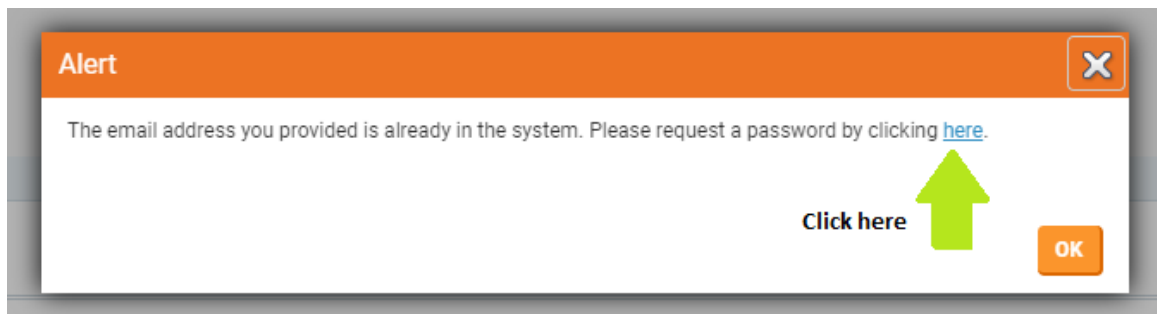 Alert
The email address you provided is already in the system. Please request a password by clicking here.
Click here
OK